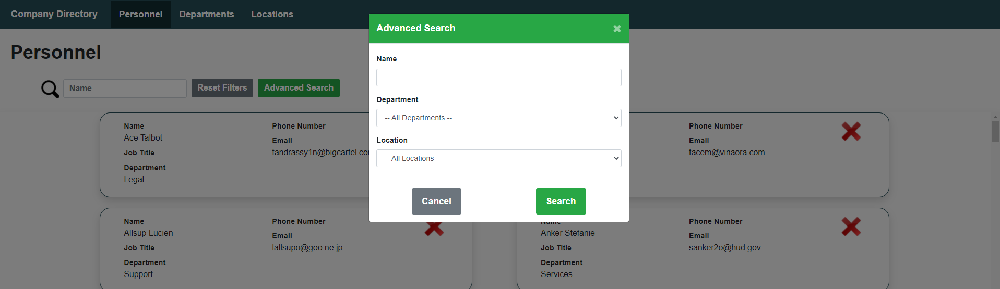 Company Directory
Personnel
Departments
Locations
Personnel
Name
Reset Filters
Advanced Search
Advanced Search
Name
Department
-- All Departments --
Location
-- All Locations --
Cancel
Search
Name
Ace Talbot
Job Title
Department
Legal
Phone Number
Email
tandrassy1n@bigcartel.co
Phone Number
Email
tacem@vinaora.com
Name
Allsup Lucien
Job Title
Department
Support
Phone Number
Email
lallsupo@goo.ne.jp
Name
Anker Stefanie
Job Title
Department
Services
Phone Number
Email
sanker2o@hud.gov